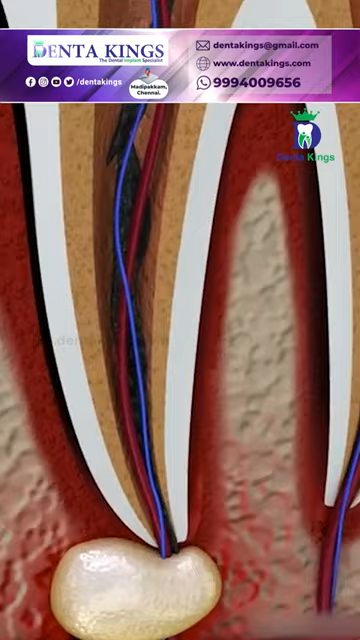 DENTA KINGS
The Dental Implant Specialist
/dentakings
Madipakkam,
Chennai.
dentakings@gmail.com
www.dentakings.com
9994009656
Denta Kings